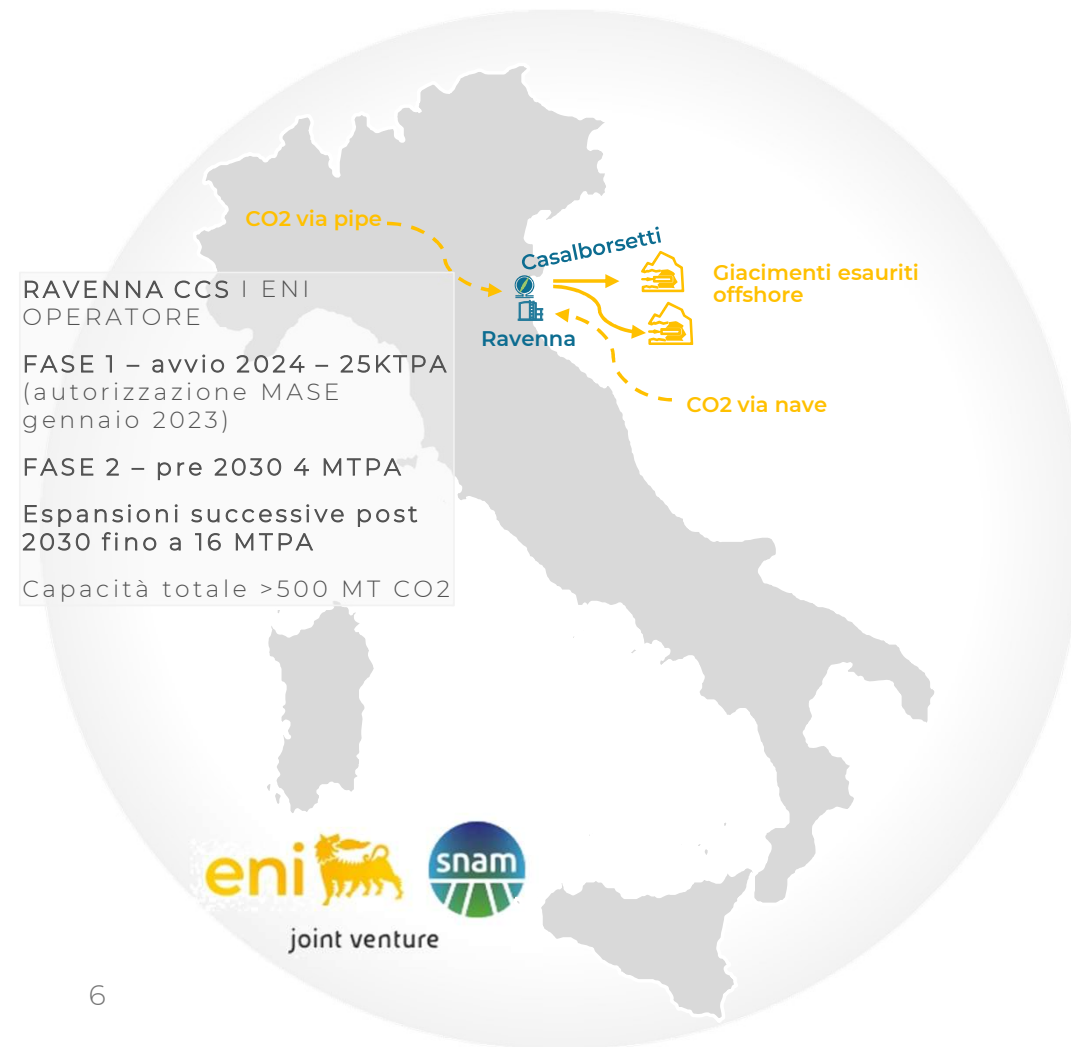 CO2 via pipe
Casalborsetti
Giacimenti esauriti
offshore
Ravenna
CO2 via nave
RAVENNA CCS I ENI
OPERATORE
FASE 1 – avvio 2024 – 25KTPA
(autorizzazione MASE
gennaio 2023)
FASE 2 – pre 2030 4 MTPA
Espansioni successive post
2030 fino a 16 MTPA
Capacità totale >500 MT CO2
eni
snam
joint venture
6